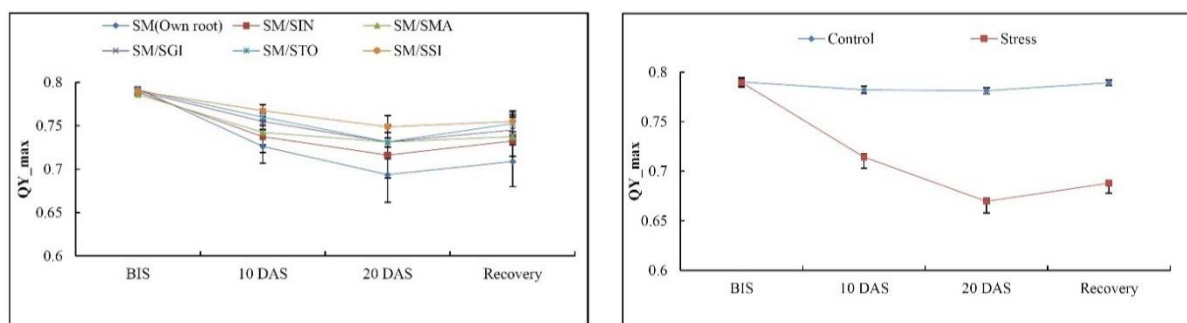 SM(Own root) SM/SIN SM/SMA
SM/SGI SM/STO SM/SSI
0.8
0.75
0.7
0.65
0.6
QY_max
BIS 10 DAS 20 DAS Recovery
Control Stress
0.8
0.75
0.7
0.65
0.6
QY_max
BIS 10 DAS 20 DAS Recovery